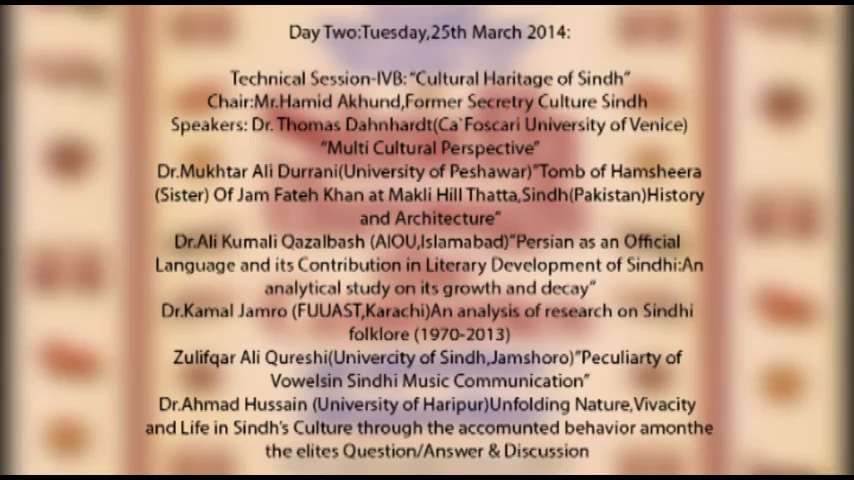 Day Two:Tuesday,25th March 2014:
Technical Session-IVB:"Cultural Haritage of Sindh"
Chair:Mr.Hamid Akhund,Former Secretry Culture Sindh
Speakers: Dr. Thomas Dahnhardt(Ca`Foscari University of Venice)
"Multi Cultural Perspective"
Dr.Mukhtar Ali Durrani(University of Peshawar)"Tomb of Hamsheera
(Sister) Of Jam Fateh Khan at Makli Hill Thatta,Sindh(Pakistan)History
and Architecture"
Dr.Ali Kumali Qazalbash (AIOU,Islamabad)"Persian as an Official
Language and its Contribution in Literary Development of Sindhi:An
analytical study on its growth and decay"
Dr.Kamal Jamro (FUUAST,Karachi)An analysis of research on Sindhi
folklore (1970-2013)
Zulifqar Ali Qureshi(Univercity of Sindh,Jamshoro)"Peculiarty of
Vowelsin Sindhi Music Communication"
Dr.Ahmad Hussain (University of Haripur)Unfolding Nature,Vivacity
and Life in Sindh's Culture through the accomunted behavior amonthe
the elites Question/Answer & Discussion